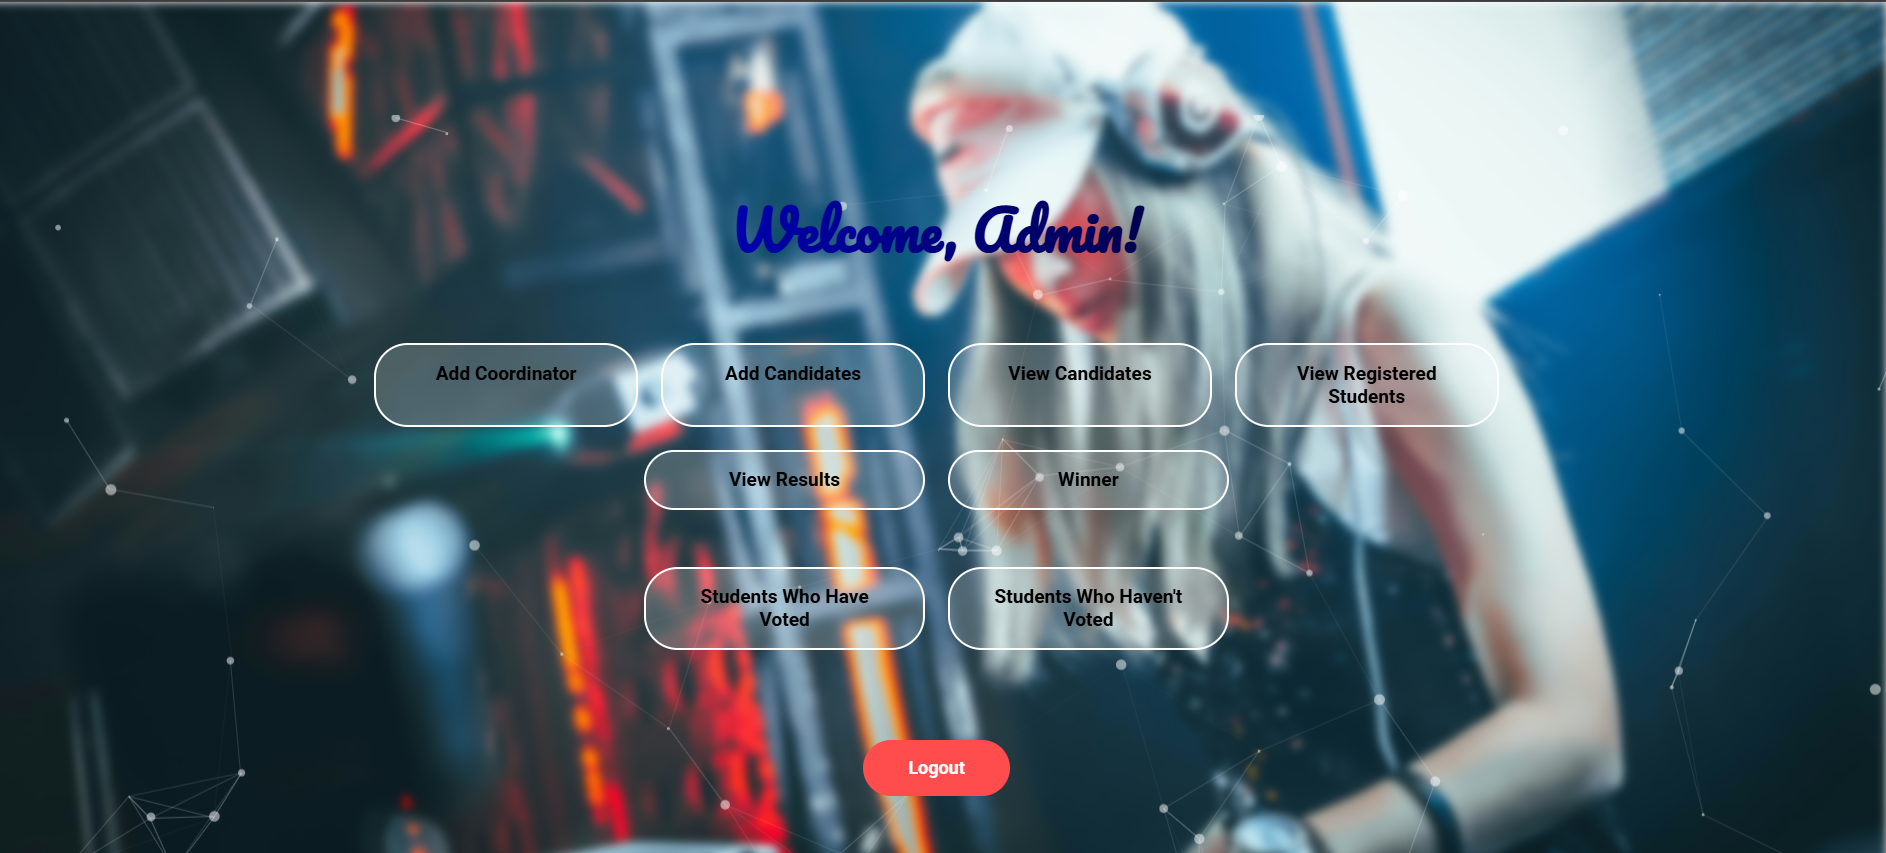 Welcome, Admin!
Add Coordinator
Add Candidates
View Candidates
View Registered
Students
View Results
Winner
Students Who Have
Voted
Students Who Haven't
Voted
Logout